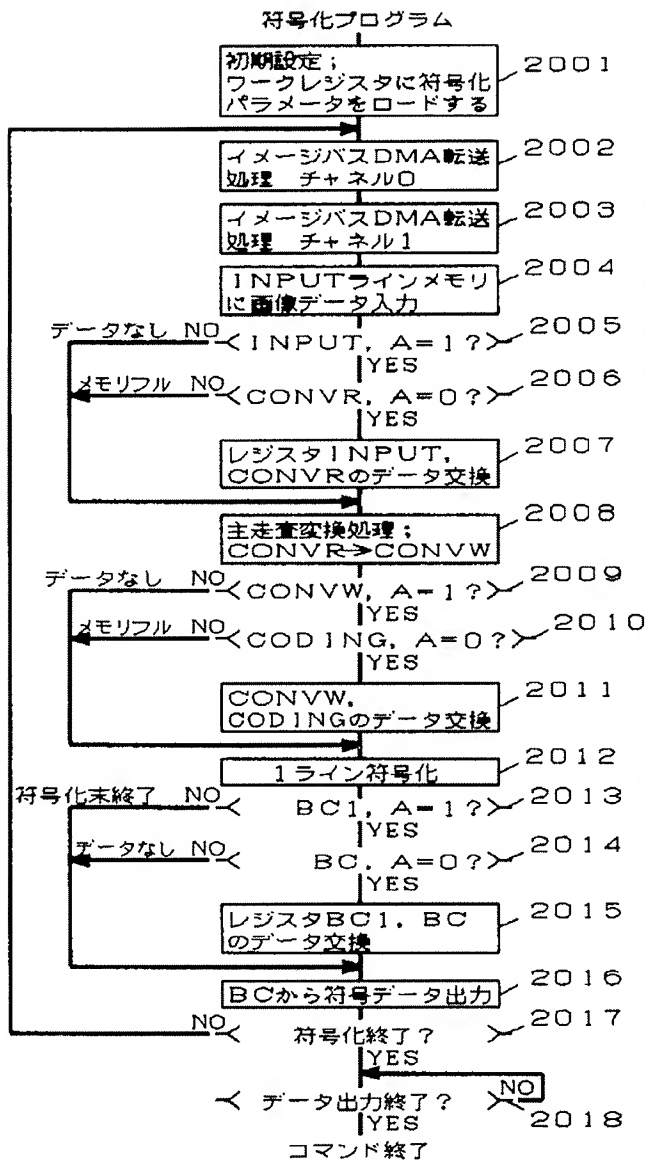 符号化プログラム
初期設定；
ワークレジスタに符号化
パラメータをロードする
2001
イメージバスDMA転送
処理 チャネル0
2002
イメージバスDMA転送
処理 チャネル1
2003
INPUTラインメモリ
に画像データ入力
2004
データなし NO
INPUT, A=1?
2005
YES
メモリフル NO
CONVR, A=0?
2006
YES
レジスタINPUT,
CONVRのデータ交換
2007
主走査変換処理；
CONVR→CONVW
2008
データなし NO
CONVW, A=1?
2009
YES
メモリフル NO
CODING, A=0?
2010
YES
CONVW,
CODINGのデータ交換
2011
1ライン符号化
2012
符号化末終了 NO
BC1, A=1?
2013
YES
データなし NO
BC, A=0?
2014
YES
レジスタBC1, BC
のデータ交換
2015
BCから符号データ出力
2016
NO
符号化終了?
2017
YES
NO
データ出力終了?
2018
YES
コマンド終了